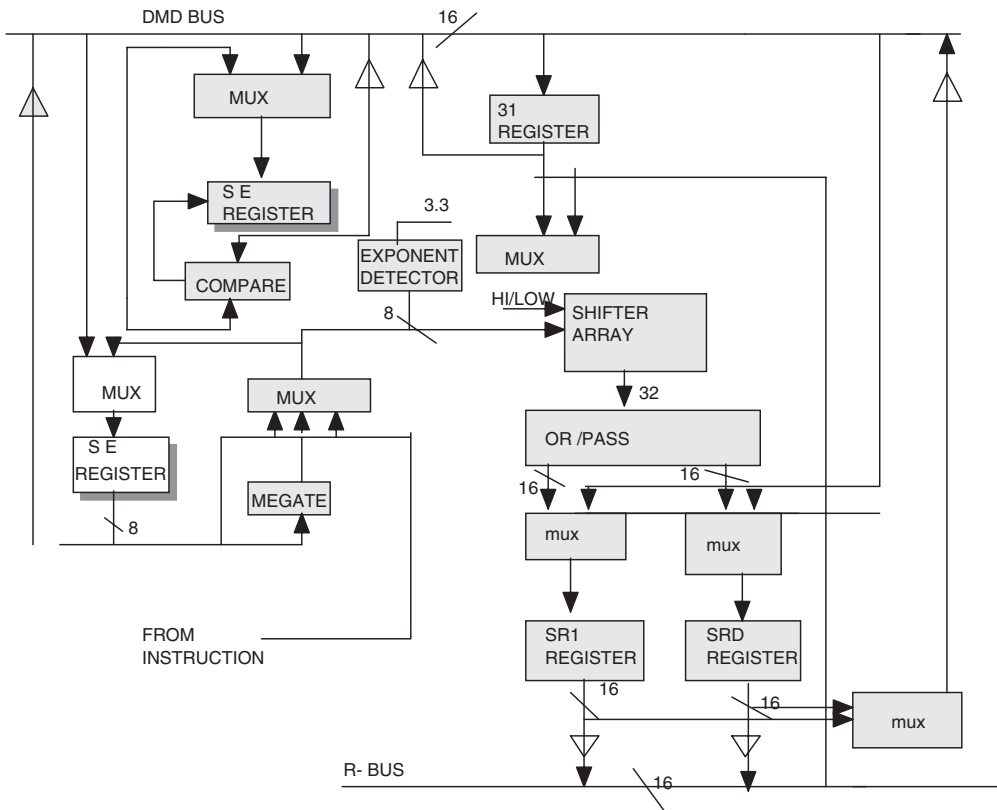 DMD BUS
16
MUX
31
REGISTER
S E
REGISTER
3.3
EXPONENT
DETECTOR
MUX
COMPARE
HI/LOW
SHIFTER
ARRAY
8
MUX
MUX
32
OR /PASS
S E
REGISTER
16
16
MEGATE
8
mux
mux
FROM
INSTRUCTION
SR1
REGISTER
SRD
REGISTER
16
16
mux
R- BUS
16